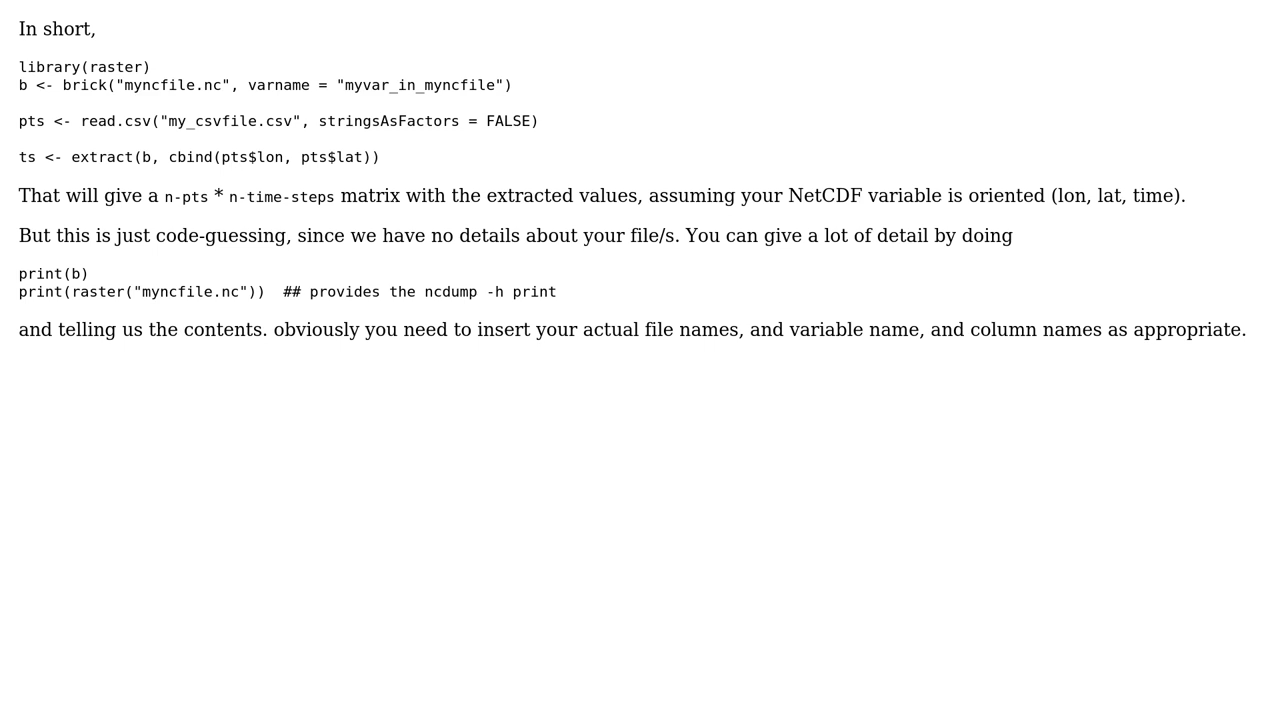 In short,
library(raster)
b <- brick("myncfile.nc", varname = "myvar_in_myncfile")
pts <- read.csv("my_csvfile.csv", stringsAsFactors = FALSE)
ts <- extract(b, cbind(pts$lon, pts$lat))
That will give a n-pts * n-time-steps matrix with the extracted values, assuming your NetCDF variable is oriented (lon, lat, time).
But this is just code-guessing, since we have no details about your file/s. You can give a lot of detail by doing
print(b)
print(raster("myncfile.nc"))  ## provides the ncdump -h print
and telling us the contents. obviously you need to insert your actual file names, and variable name, and column names as appropriate.